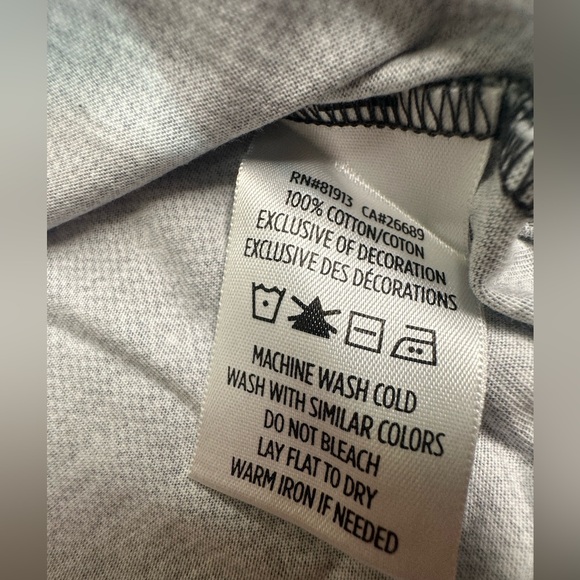 RN#81913 CA#26689
100% COTTON/COTON
EXCLUSIVE OF DECORATION
EXCLUSIVE DES DÉCORATIONS
MACHINE WASH COLD
WASH WITH SIMILAR COLORS
DO NOT BLEACH
LAY FLAT TO DRY
WARM IRON IF NEEDED